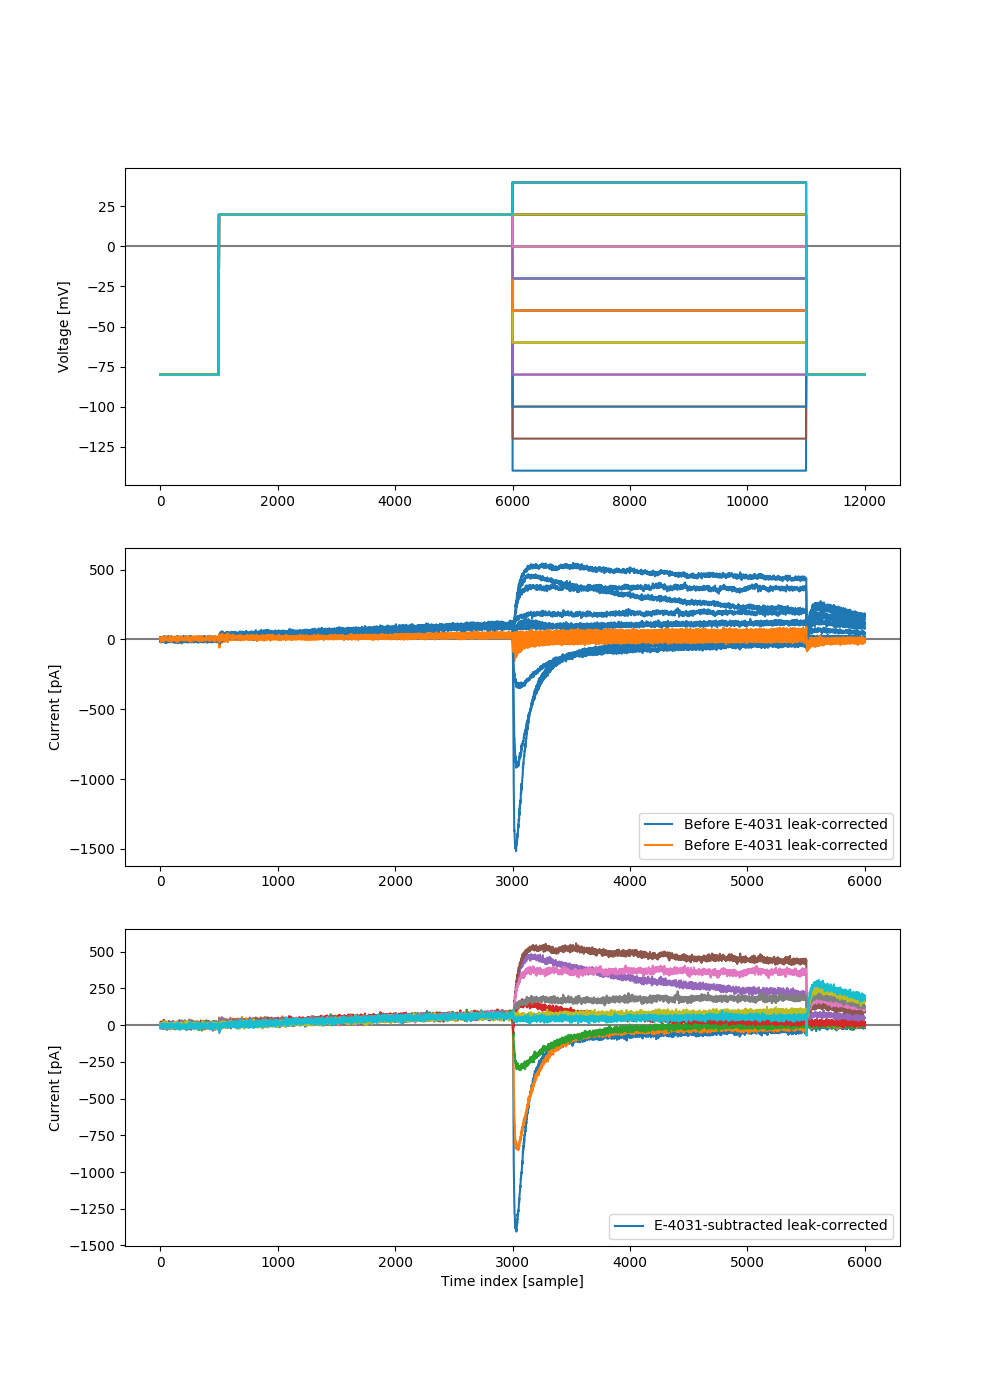 Voltage [mV]
25
0
−25
−50
−75
−100
−125
0 2000 4000 6000 8000 10000 12000
Current [pA]
500
0
−500
−1000
−1500
Before E-4031 leak-corrected
Before E-4031 leak-corrected
0 1000 2000 3000 4000 5000 6000
Current [pA]
500
250
0
−250
−500
−750
−1000
−1250
−1500
E-4031-subtracted leak-corrected
0 1000 2000 3000 4000 5000 6000
Time index [sample]